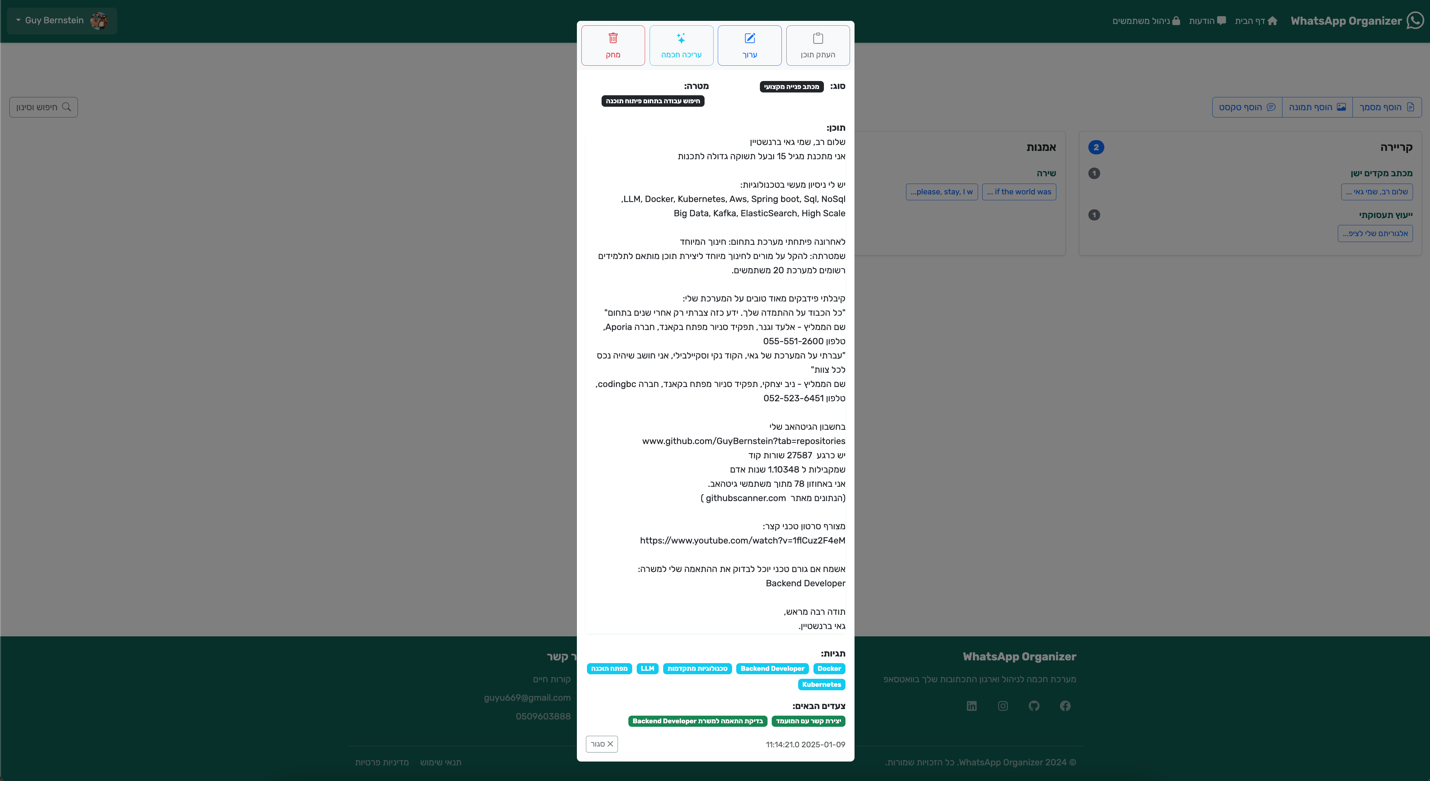 WhatsApp Organizer
דף הבית
הודעות
ניהול משתמשים
Guy Bernstein
הוסף מסמך
הוסף תמונה
הוסף טקסט
חיפוש וסינון
קריירה
2
מכתב מקדים ישן
1
שלום רב, שמי גאי ...
ייעוץ תעסוקתי
1
אלגוריתם שלי לציפ...
אמנות
שירה
if the world was ...
please, stay, I w...
העתק תוכן
ערוך
עריכה חכמה
מחק
סוג: מכתב פנייה מקצועי
מטרה:
חיפוש עבודה בתחום פיתוח תוכנה
תוכן:
שלום רב, שמי גאי ברנשטיין
אני מתכנת מגיל 15 ובעל תשוקה גדולה לתכנות
יש לי ניסיון מעשי בטכנולוגיות:
LLM, Docker, Kubernetes, Aws, Spring boot, Sql, NoSql,
Big Data, Kafka, ElasticSearch, High Scale
לאחרונה פיתחתי מערכת בתחום: חינוך המיוחד
שמטרתה: להקל על מורים לחינוך מיוחד ליצירת תוכן מותאם לתלמידים
רשומים למערכת 20 משתמשים.
קיבלתי פידבקים מאוד טובים על המערכת שלי:
"כל הכבוד על ההתמדה שלך. ידע כזה צברתי רק אחרי שנים בתחום"
שם הממליץ - אלעד וגנר, תפקיד סניור מפתח בקאנד, חברה Aporia,
טלפון 055-551-2600
"עברתי על המערכת של גאי, הקוד נקי וסקיילבילי, אני חושב שיהיה נכס
לכל צוות"
שם הממליץ - ניב יצחקי, תפקיד סניור מפתח בקאנד, חברה codingbc,
טלפון 052-523-6451
בחשבון הגיטהאב שלי
www.github.com/GuyBernstein?tab=repositories
יש כרגע 27587 שורות קוד
שמקבילות ל 1.10348 שנות אדם
אני באחוזון 78 מתוך משתמשי גיטהאב.
(הנתונים מאתר githubscanner.com )
מצורף סרטון טכני קצר:
https://www.youtube.com/watch?v=1flCuz2F4eM
אשמח אם גורם טכני יוכל לבדוק את ההתאמה שלי למשרה:
Backend Developer
תודה רבה מראש,
גאי ברנשטיין.
תגיות:
Docker Backend Developer טכנולוגיות מתקדמות LLM מפתח תוכנה
Kubernetes
צעדים הבאים:
יצירת קשר עם המועמד בדיקת התאמה למשרת Backend Developer
2025-01-09 11:14:21.0
סגור
WhatsApp Organizer
מערכת חכמה לניהול וארגון התכתובות שלך בוואטסאפ
ר קשר
קורות חיים
guyu669@gmail.com
0509603888
© 2024 WhatsApp Organizer. כל הזכויות שמורות.
תנאי שימוש
מדיניות פרטיות